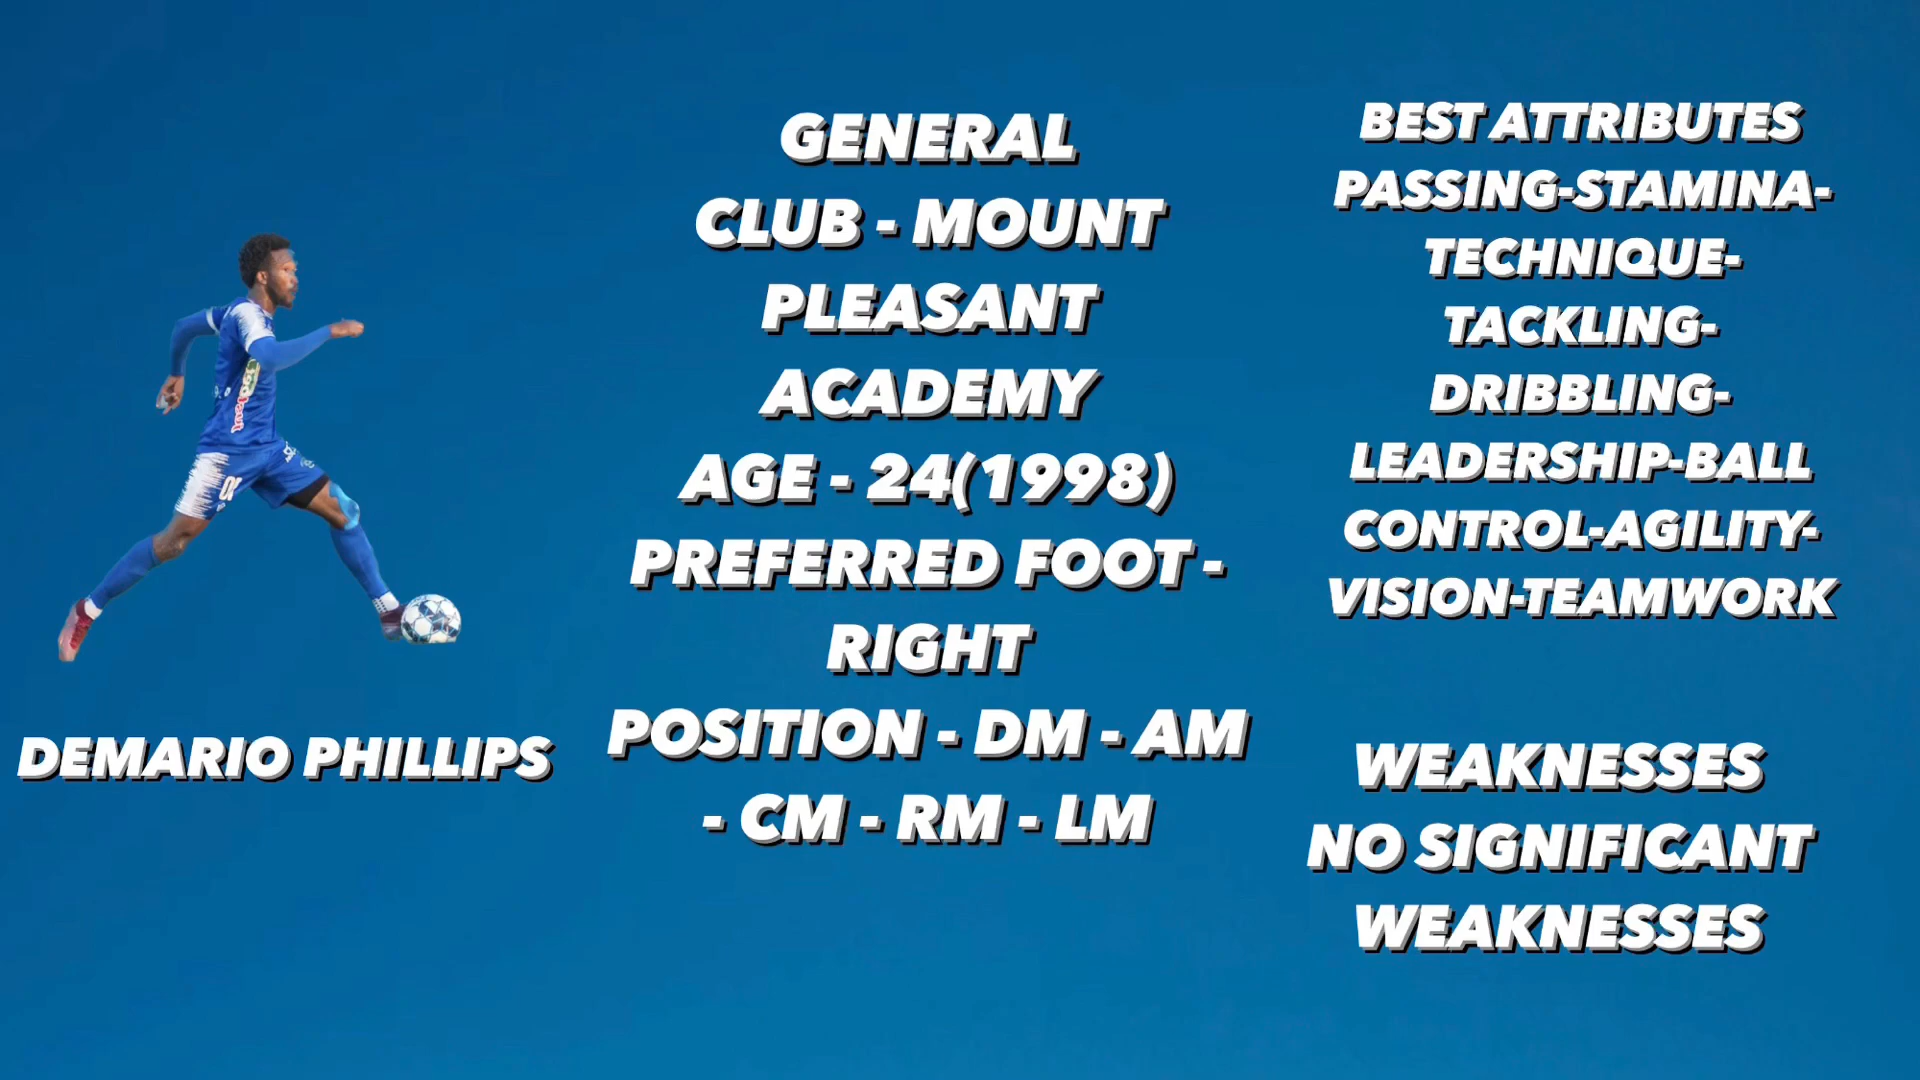 DEMARIO PHILLIPS
GENERAL
CLUB - MOUNT
PLEASANT
ACADEMY
AGE - 24(1998)
PREFERRED FOOT -
RIGHT
POSITION - DM - AM
- CM - RM - LM
BEST ATTRIBUTES
PASSING-STAMINA-
TECHNIQUE-
TACKLING-
DRIBBLING-
LEADERSHIP-BALL
CONTROL-AGILITY-
VISION-TEAMWORK
WEAKNESSES
NO SIGNIFICANT
WEAKNESSES